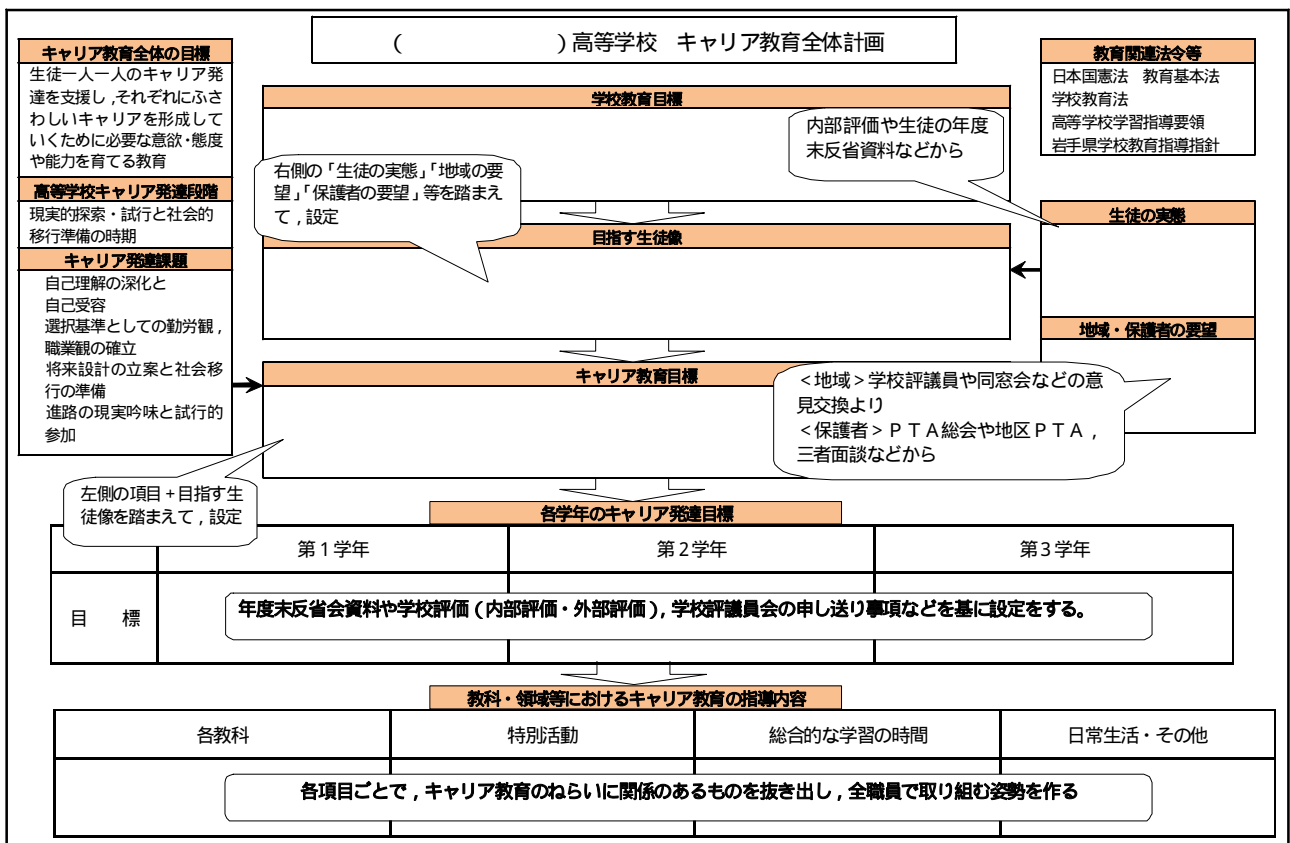 (　　　　　　　)高等学校　キャリア教育全体計画
キャリア教育全体の目標
生徒一人一人のキャリア発
達を支援し,それぞれにふさ
わしいキャリアを形成して
いくために必要な意欲・態度
や能力を育てる教育
高等学校キャリア発達段階
現実的探索・試行と社会的
移行準備の時期
キャリア発達課題
自己理解の深化と
自己受容
選択基準としての勤労観,
職業観の確立
将来設計の立案と社会移
行の準備
進路の現実吟味と試行的
参加
学校教育目標
右側の「生徒の実態」「地域の要
望」「保護者の要望」等を踏まえ
て,設定
内部評価や生徒の年度
末反省資料などから
教育関連法令等
日本国憲法　教育基本法
学校教育法
高等学校学習指導要領
岩手県学校教育指導指針
目指す生徒像
生徒の実態
地域・保護者の要望
キャリア教育目標
<地域>学校評議員や同窓会などの意
見交換より
<保護者>PTA総会や地区PTA,
三者面談などから
左側の項目+目指す生
徒像を踏まえて,設定
各学年のキャリア発達目標
第1学年　第2学年　第3学年
目　標
年度末反省会資料や学校評価(内部評価・外部評価),学校評議員会の申し送り事項などを基に設定をする。
教科・領域等におけるキャリア教育の指導内容
各教科　特別活動　総合的な学習の時間　日常生活・その他
各項目ごとで,キャリア教育のねらいに関係のあるものを抜き出し,全職員で取り組む姿勢を作る